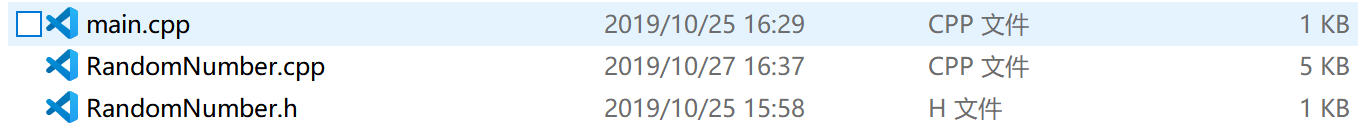 main.cpp 2019/10/25 16:29 CPP 文件 1 KB
RandomNumber.cpp 2019/10/27 16:37 CPP 文件 5 KB
RandomNumber.h 2019/10/25 15:58 H 文件 1 KB